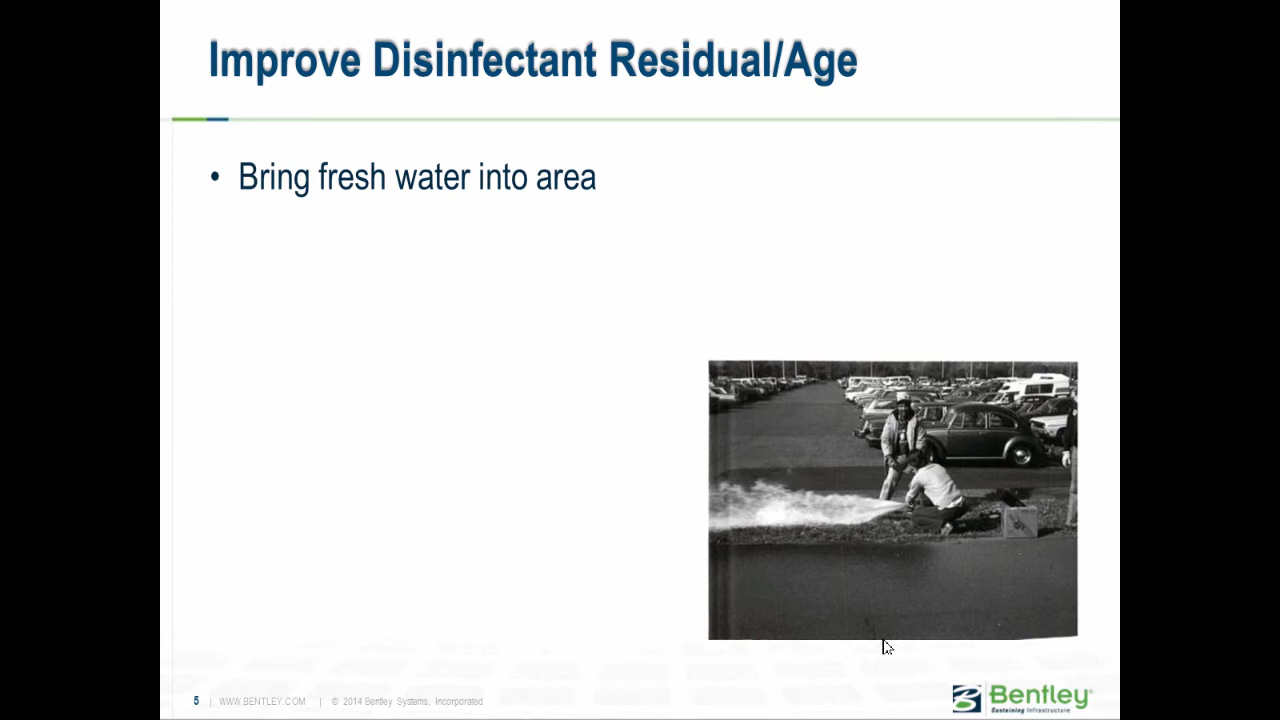 Improve Disinfectant Residual/Age
• Bring fresh water into area
5 | WWW.BENTLEY.COM | © 2014 Bentley Systems, Incorporated
Bentley®
Sustaining Infrastructure